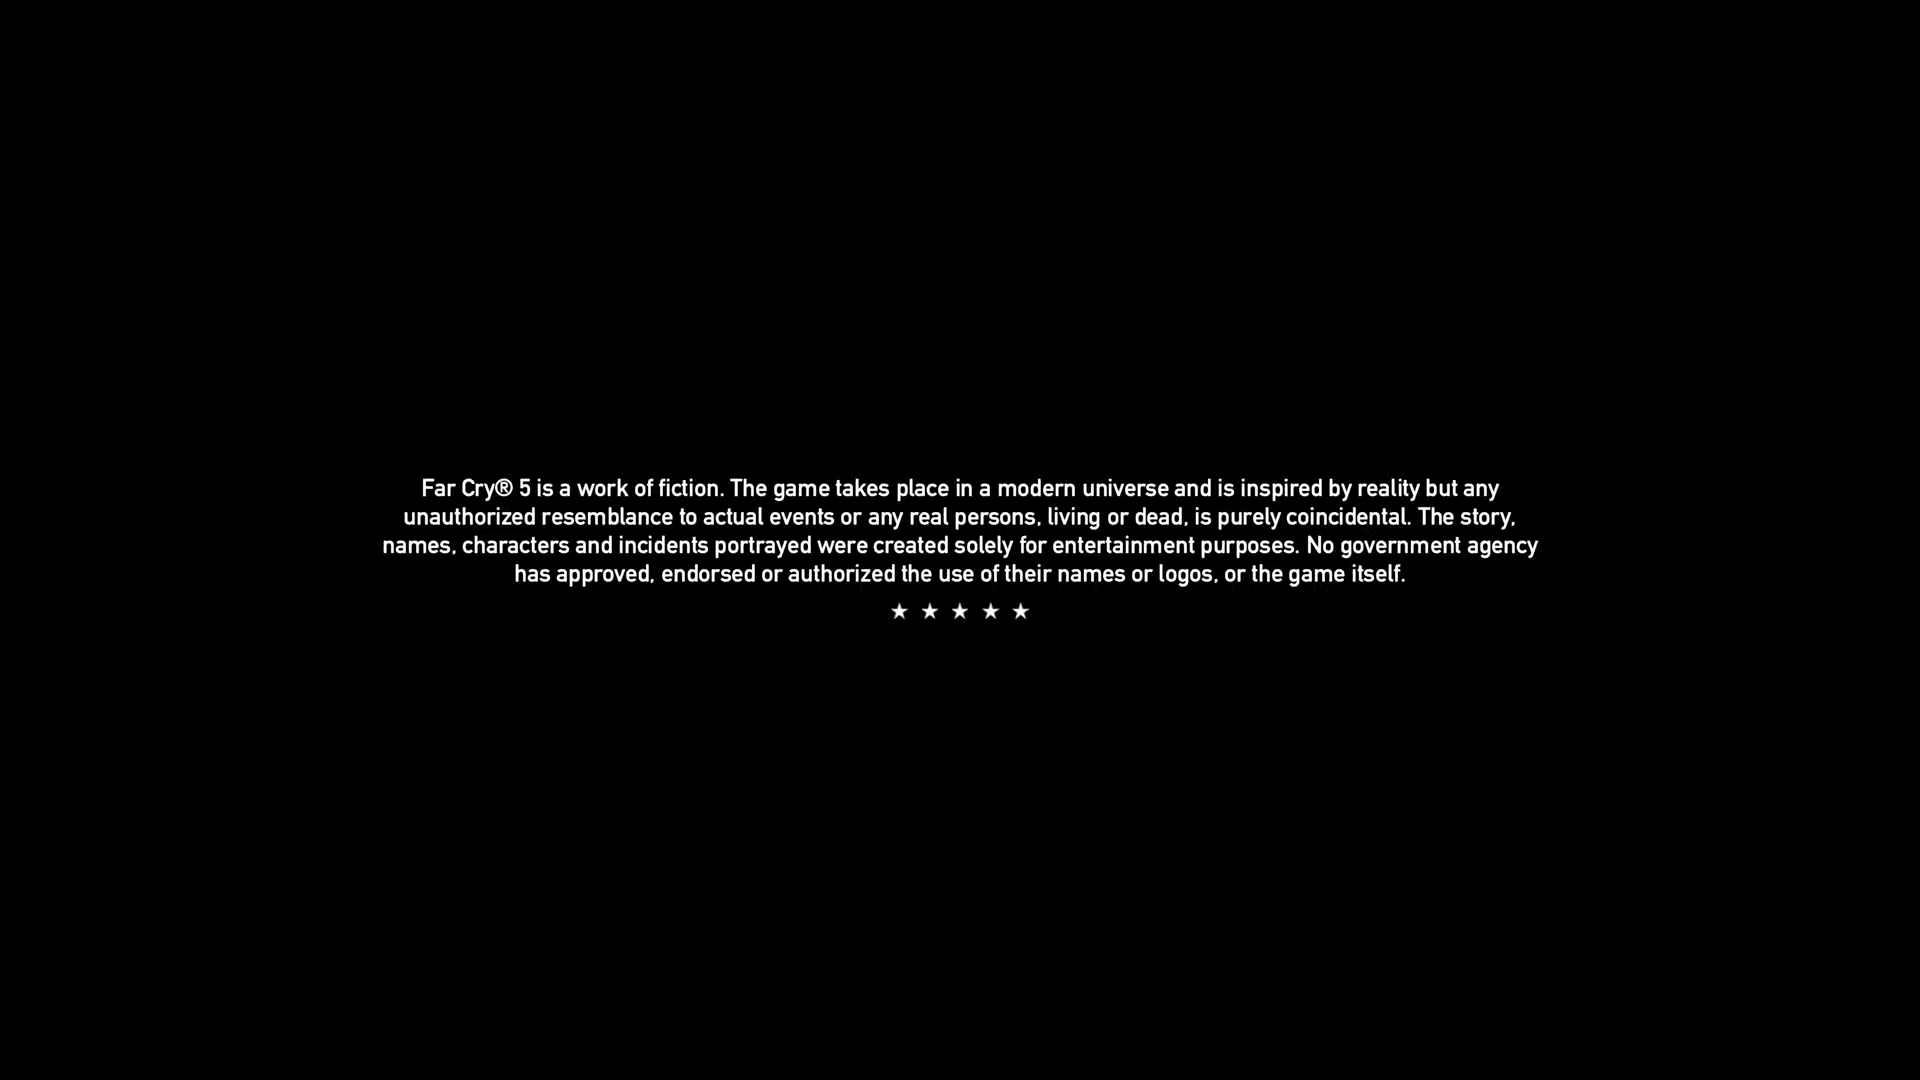 Far Cry® 5 is a work of fiction. The game takes place in a modern universe and is inspired by reality but any
unauthorized resemblance to actual events or any real persons, living or dead, is purely coincidental. The story,
names, characters and incidents portrayed were created solely for entertainment purposes. No government agency
has approved, endorsed or authorized the use of their names or logos, or the game itself.
★ ★ ★ ★ ★